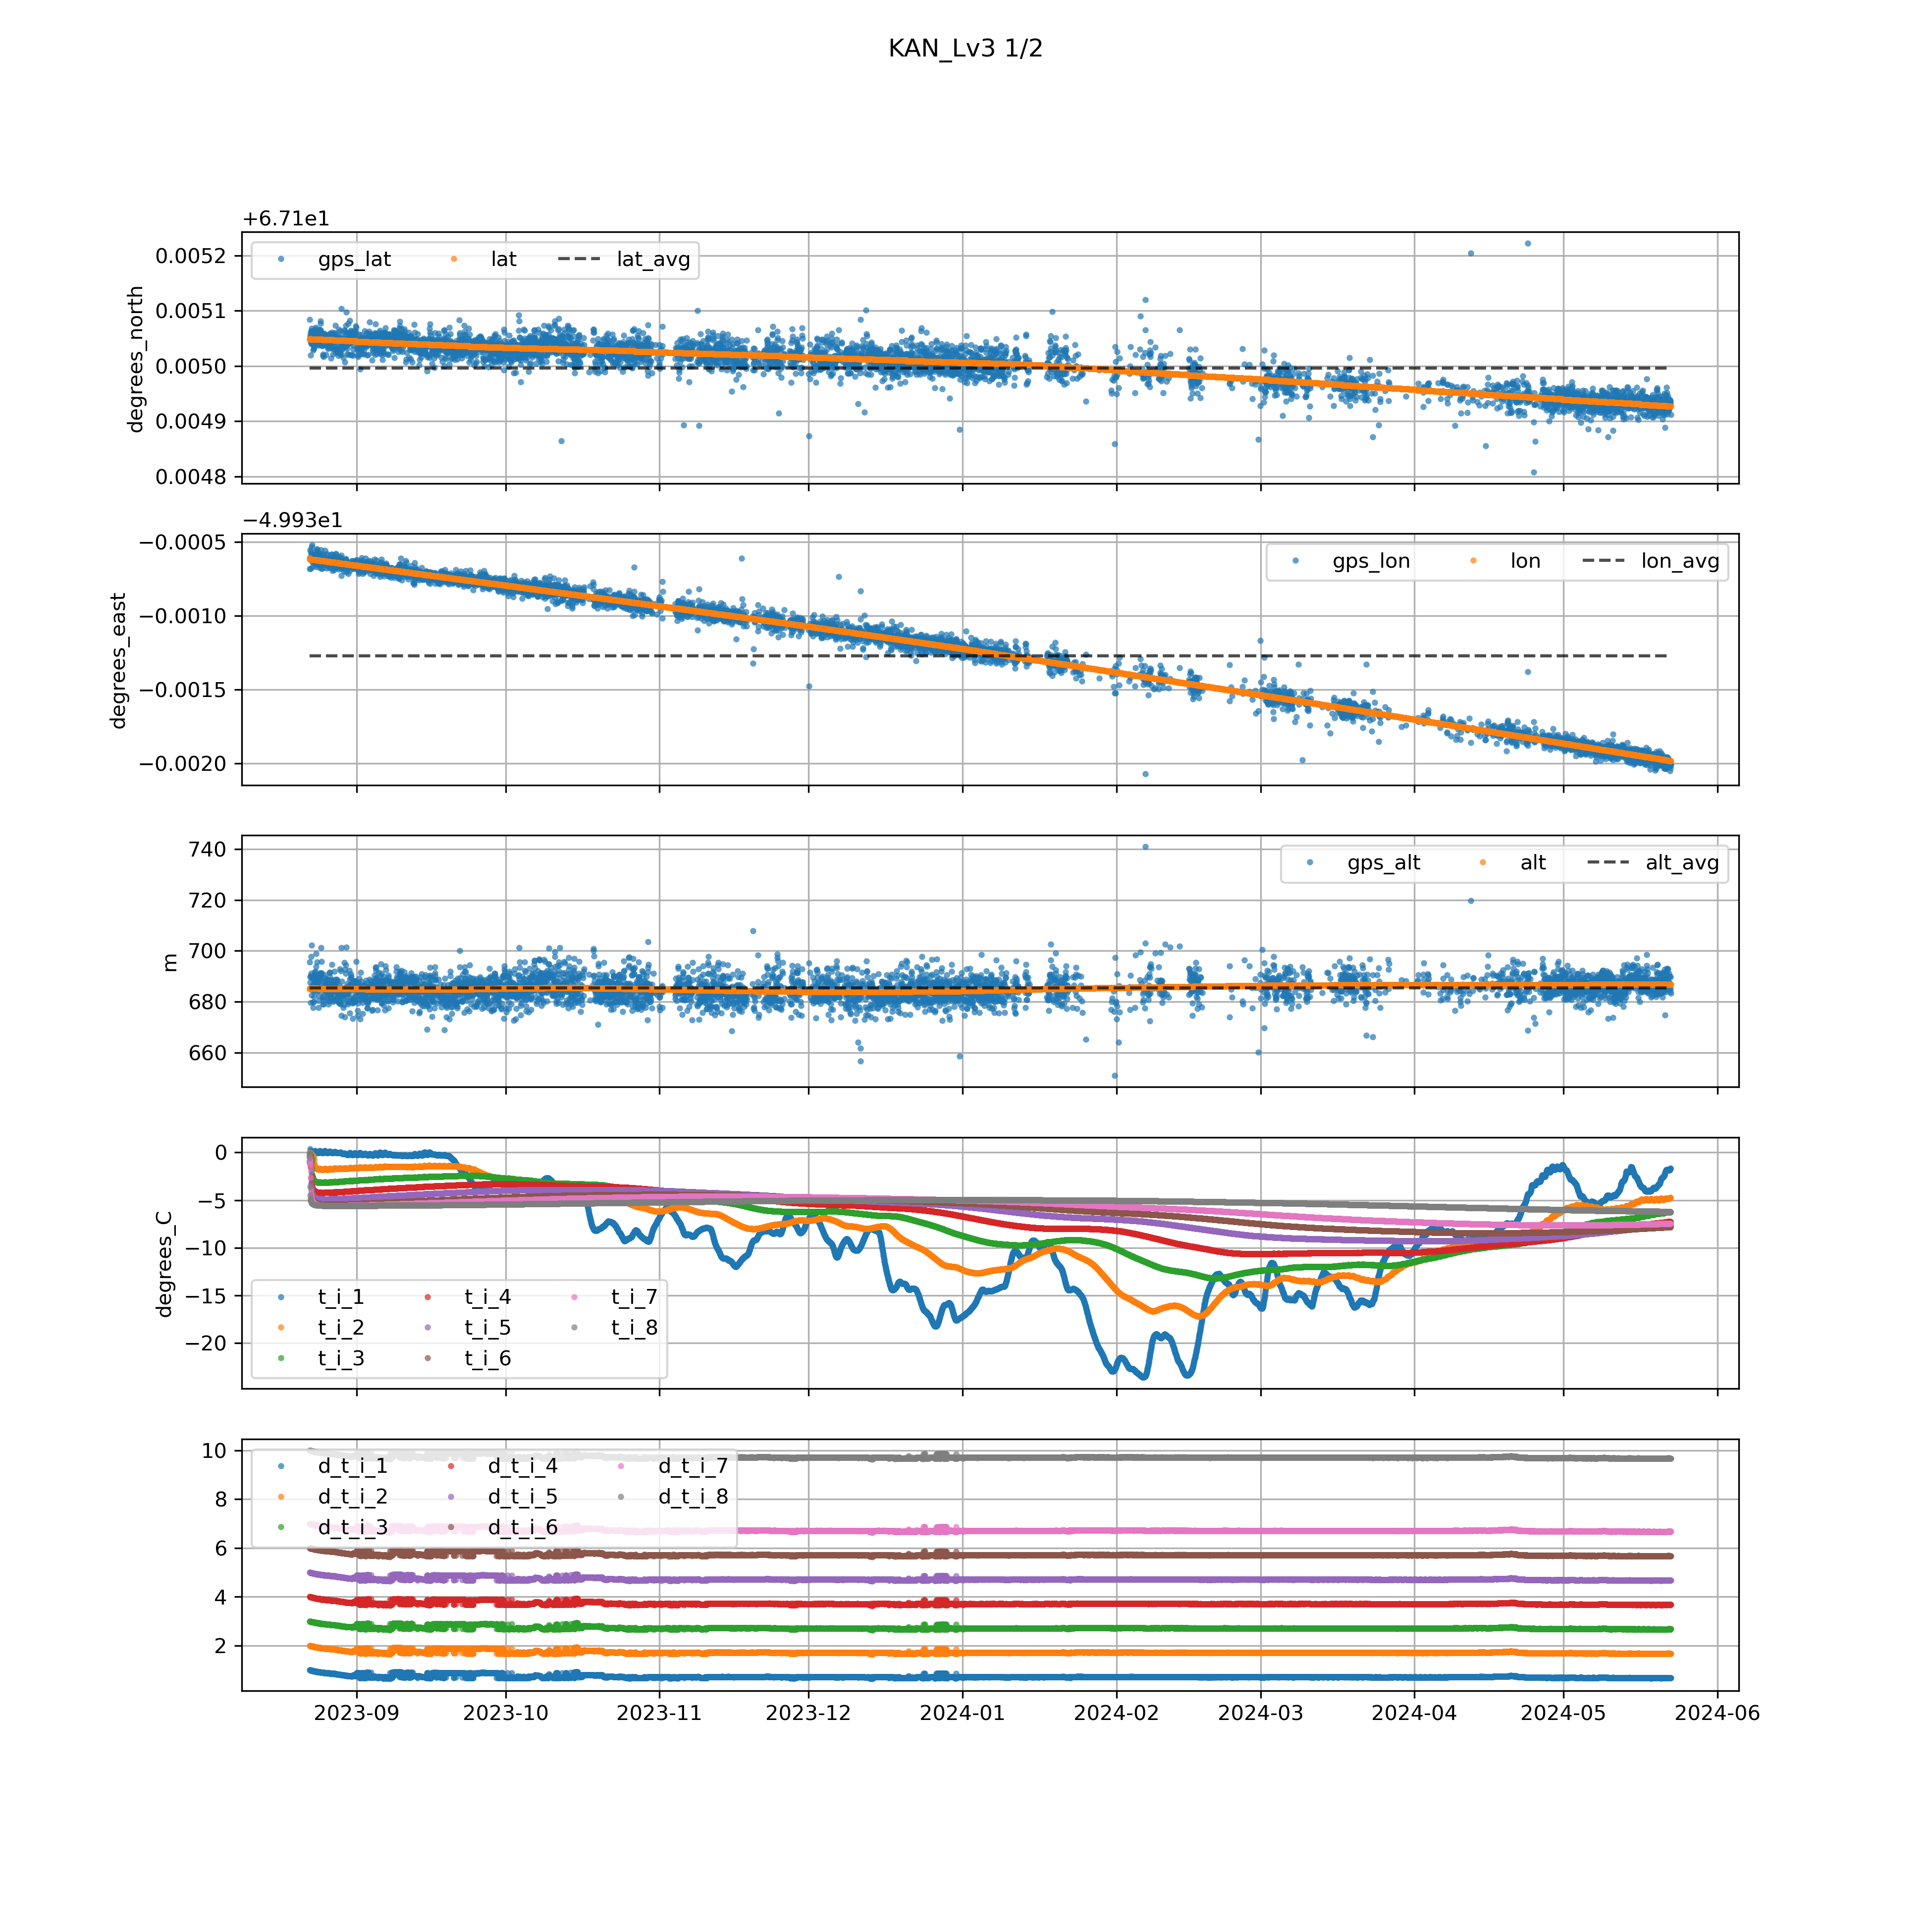 KAN_Lv3 1/2
+6.71e1
gps_lat lat lat_avg
0.0052
0.0051
0.0050
0.0049
0.0048
degrees_north
−4.993e1
gps_lon lon lon_avg
−0.0005
−0.0010
−0.0015
−0.0020
degrees_east
gps_alt alt alt_avg
740
720
700
680
660
m
0
−5
−10
−15
−20
degrees_C
t_i_1 t_i_4 t_i_7
t_i_2 t_i_5 t_i_8
t_i_3 t_i_6
10
8
6
4
2
d_t_i_1 d_t_i_4 d_t_i_7
d_t_i_2 d_t_i_5 d_t_i_8
d_t_i_3 d_t_i_6
2023-09 2023-10 2023-11 2023-12 2024-01 2024-02 2024-03 2024-04 2024-05 2024-06